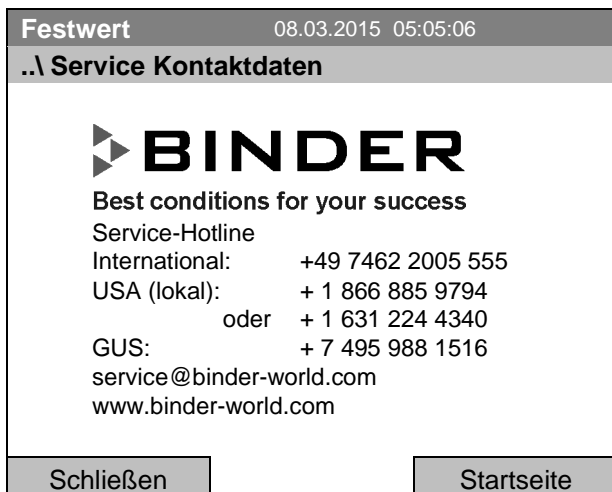 Festwert 08.03.2015 05:05:06
..\ Service Kontaktdaten
BINDER
Best conditions for your success
Service-Hotline
International: +49 7462 2005 555
USA (lokal): + 1 866 885 9794
oder + 1 631 224 4340
GUS: + 7 495 988 1516
service@binder-world.com
www.binder-world.com
Schließen Startseite